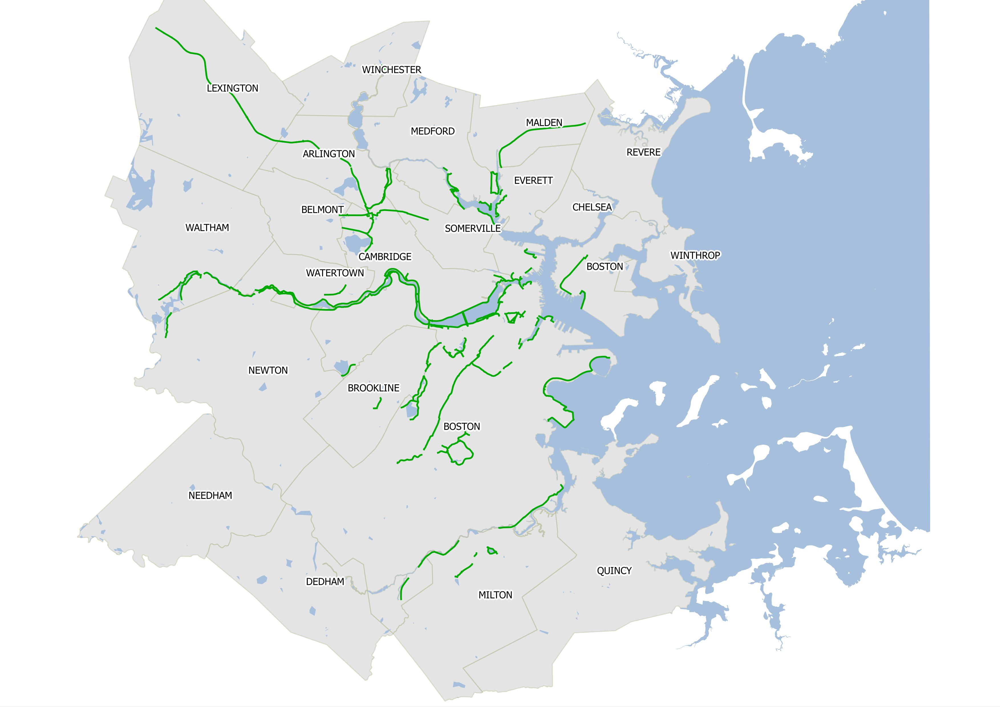 WINCHESTER
LEXINGTON
MALDEN
MEDFORD
REVERE
ARLINGTON
EVERETT
CHELSEA
BELMONT
WALTHAM
SOMERVILLE
WINTHROP
CAMBRIDGE
BOSTON
WATERTOWN
NEWTON
BROOKLINE
BOSTON
NEEDHAM
QUINCY
DEDHAM
MILTON